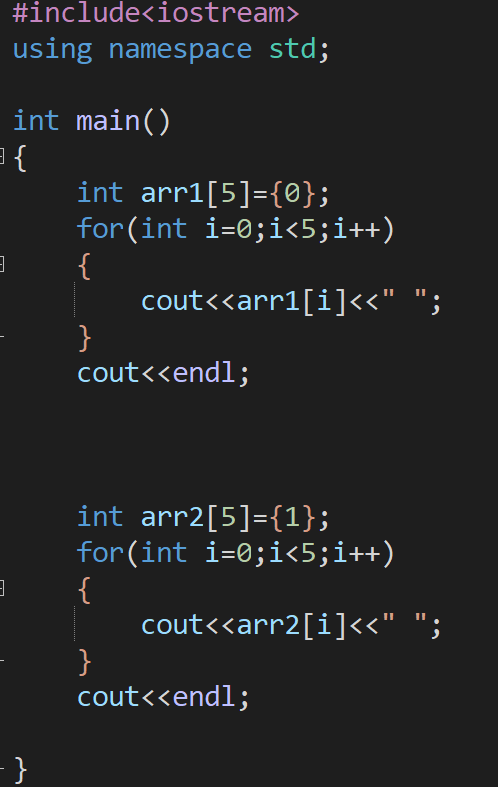 #include<iostream>
using namespace std;
int main()
{
    int arr1[5]={0};
    for(int i=0;i<5;i++)
    {
        cout<<arr1[i]<<" ";
    }
    cout<<endl;
    int arr2[5]={1};
    for(int i=0;i<5;i++)
    {
        cout<<arr2[i]<<" ";
    }
    cout<<endl;
}